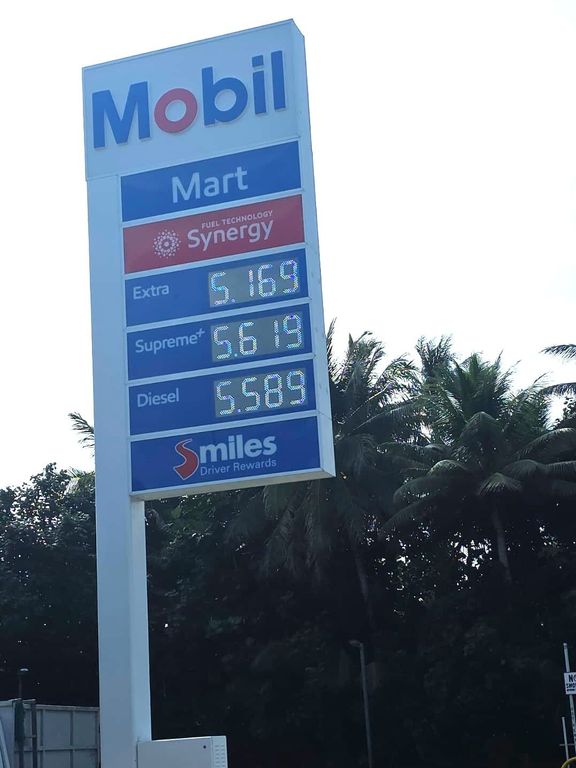 Mobil
Mart
FUEL TECHNOLOGY
Synergy
Extra 5.169
Supreme+ 5.619
Diesel 5.589
Smiles
Driver Rewards